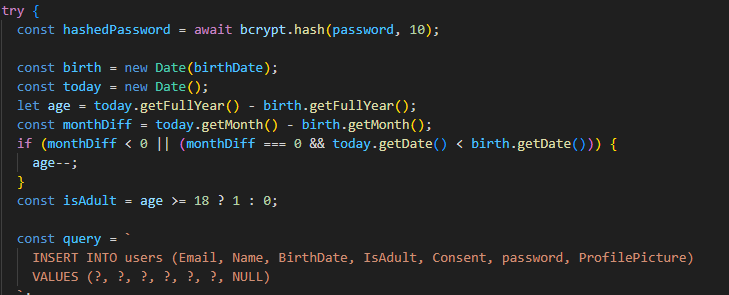 try {
const hashedPassword = await bcrypt.hash(password, 10);
const birth = new Date(birthDate);
const today = new Date();
let age = today.getFullYear() - birth.getFullYear();
const monthDiff = today.getMonth() - birth.getMonth();
if (monthDiff < 0 || (monthDiff === 0 && today.getDate() < birth.getDate())) {
age--;
}
const isAdult = age >= 18 ? 1 : 0;
const query = `
INSERT INTO users (Email, Name, BirthDate, IsAdult, Consent, password, ProfilePicture)
VALUES (?, ?, ?, ?, ?, ?, NULL)
`;